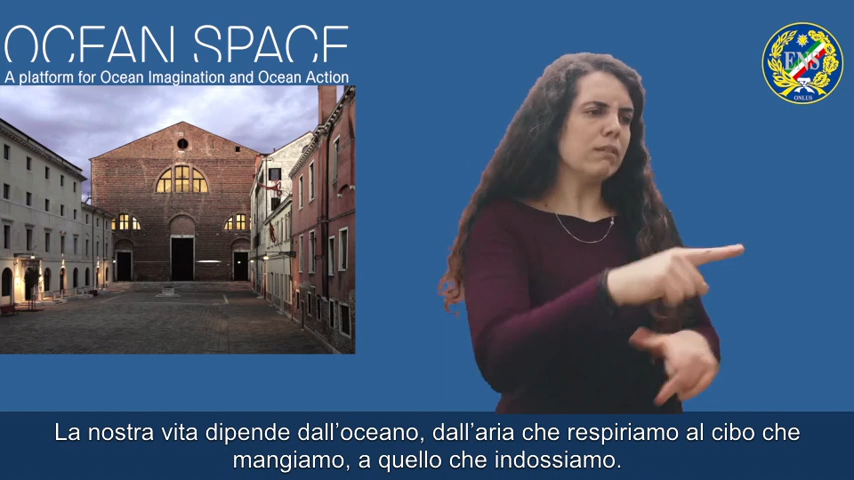 OCEAN SPACE
A platform for Ocean Imagination and Ocean Action
ENS
ONLUS
La nostra vita dipende dall'oceano, dall'aria che respiriamo al cibo che
mangiamo, a quello che indossiamo.